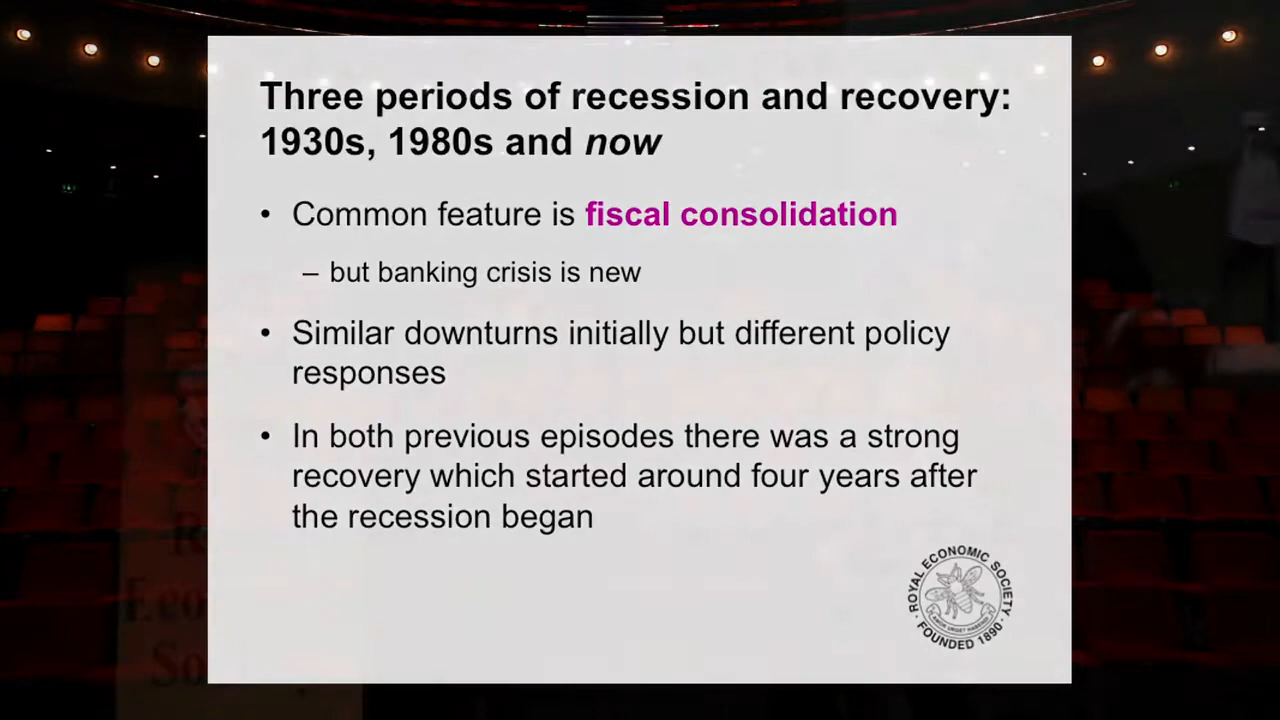 Three periods of recession and recovery:
1930s, 1980s and now
• Common feature is fiscal consolidation
– but banking crisis is new
• Similar downturns initially but different policy
responses
• In both previous episodes there was a strong
recovery which started around four years after
the recession began
ROYAL ECONOMIC SOCIETY
· FOUNDED 1890 ·